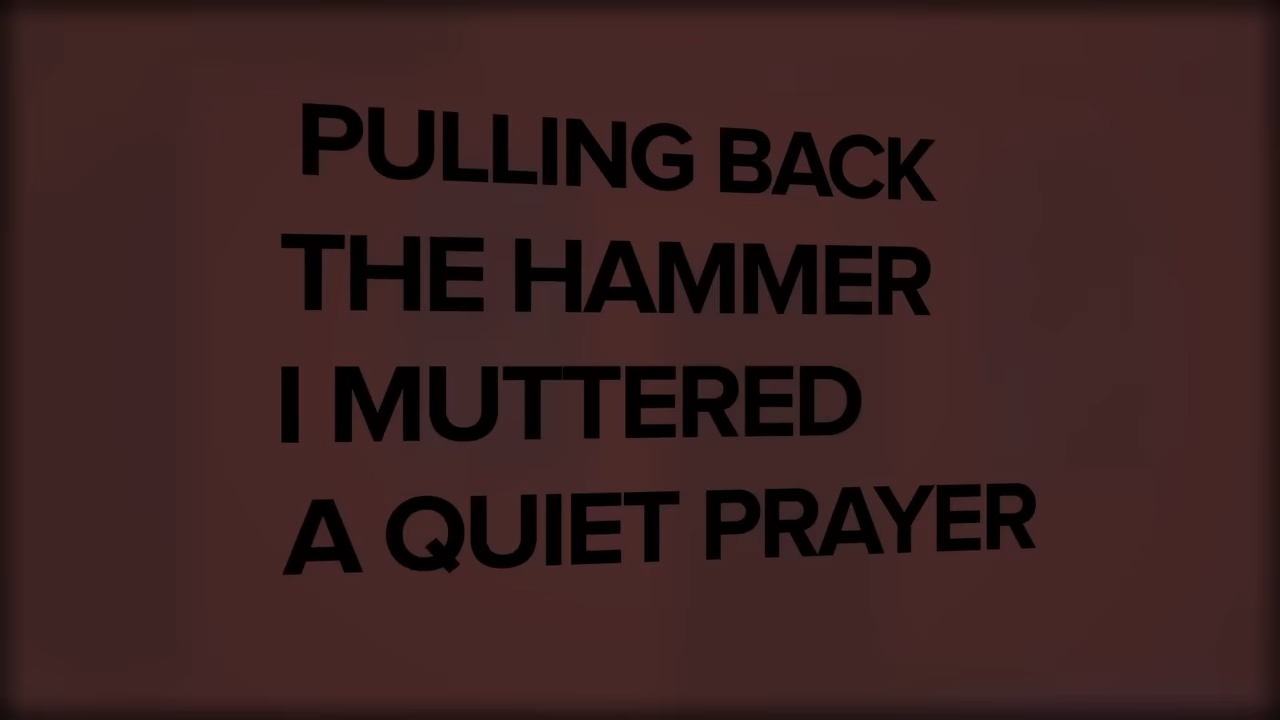 PULLING BACK
THE HAMMER
I MUTTERED
A QUIET PRAYER